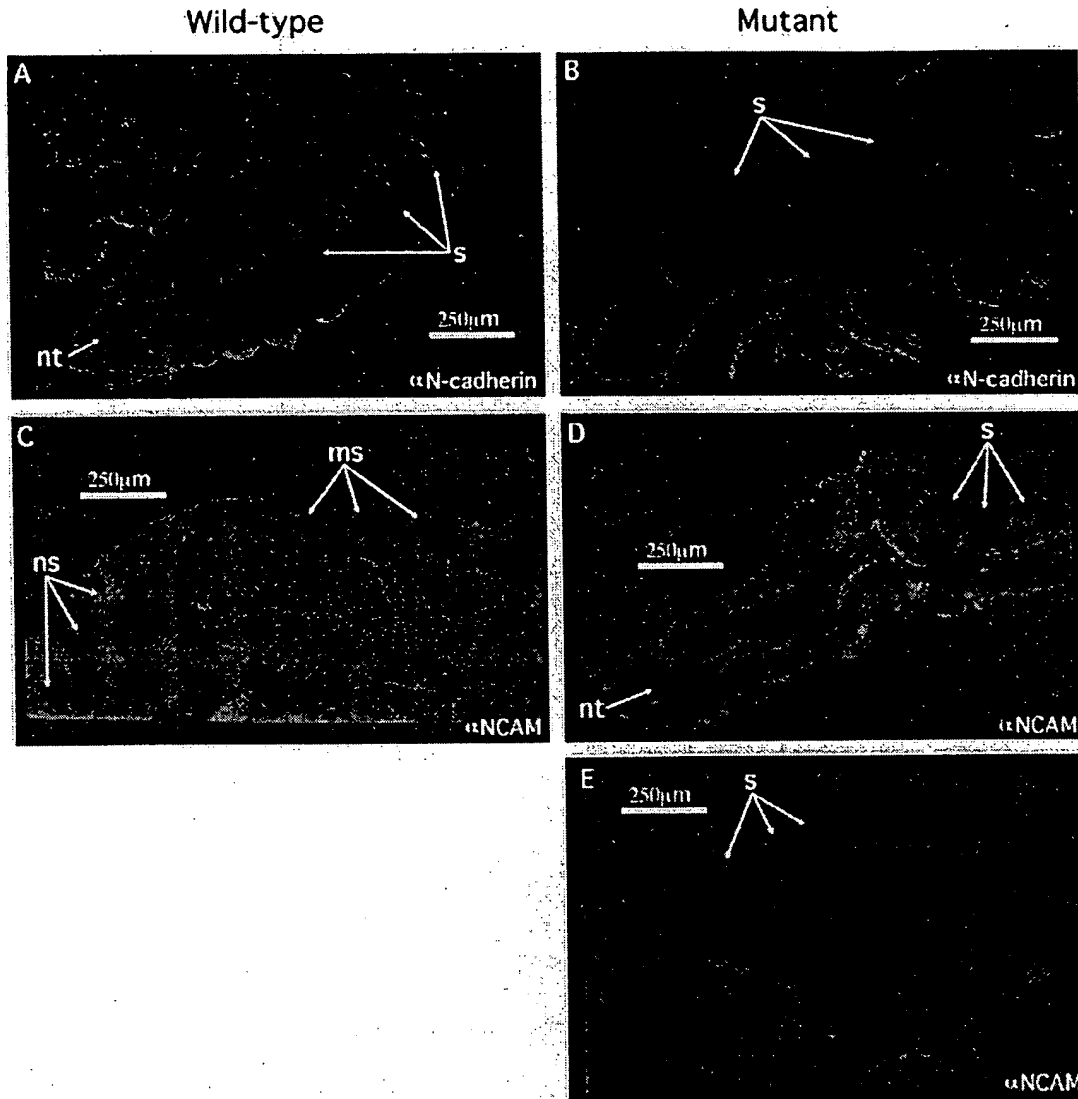 Wild-type
Mutant
A
s
nt
250µm
αN-cadherin
B
s
250µm
αN-cadherin
C
250µm
ms
ns
αNCAM
D
s
250µm
nt
αNCAM
E
s
250µm
αNCAM